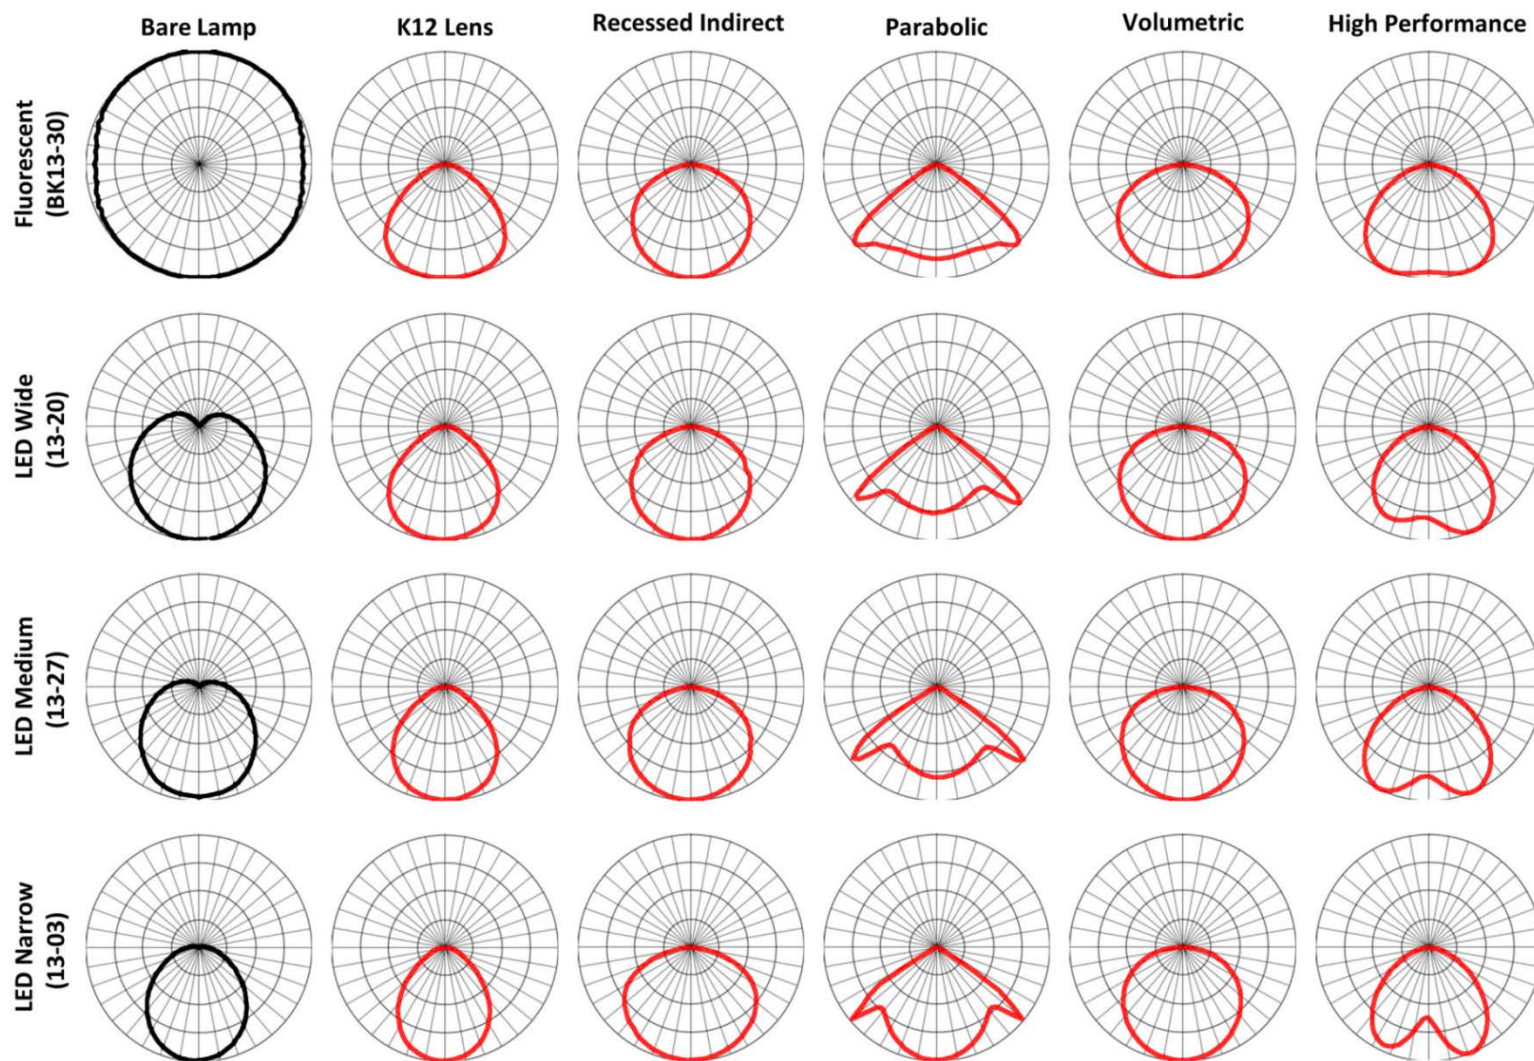 Bare Lamp
K12 Lens
Recessed Indirect
Parabolic
Volumetric
High Performance
Fluorescent
(BK13-30)
LED Wide
(13-20)
LED Medium
(13-27)
LED Narrow
(13-03)